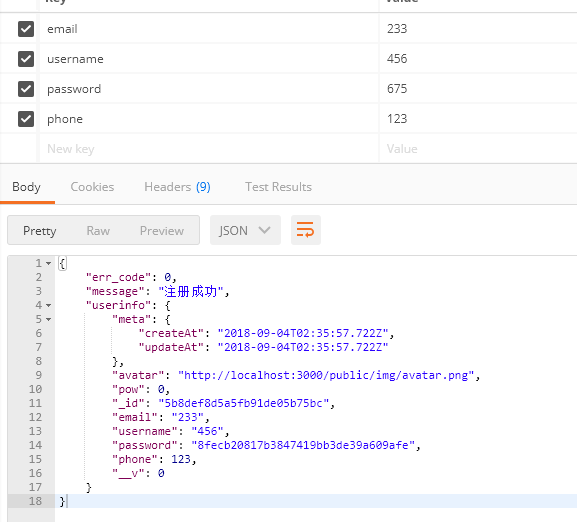 email 233
username 456
password 675
phone 123
New key Value
Body Cookies Headers (9) Test Results
Pretty Raw Preview JSON
1 {
2 "err_code": 0,
3 "message": "注册成功",
4 "userinfo": {
5 "meta": {
6 "createAt": "2018-09-04T02:35:57.722Z",
7 "updateAt": "2018-09-04T02:35:57.722Z"
8 },
9 "avatar": "http://localhost:3000/public/img/avatar.png",
10 "pow": 0,
11 "_id": "5b8def8d5a5fb91de05b75bc",
12 "email": "233",
13 "username": "456",
14 "password": "8fecb20817b3847419bb3de39a609afe",
15 "phone": 123,
16 "__v": 0
17 }
18 }